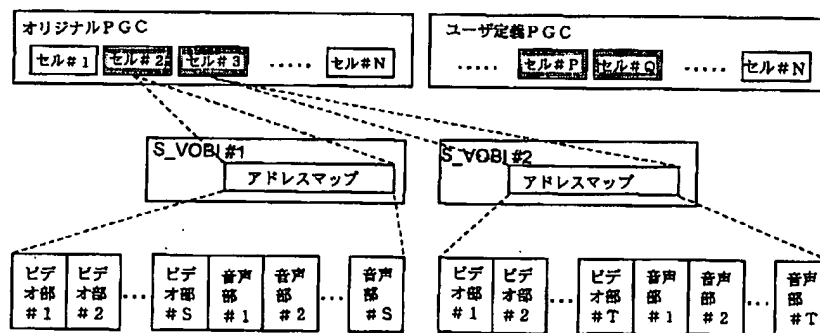 オリジナルPGC
セル#1 セル#2 セル#3 ..... セル#N
ユーザ定義PGC
..... セル#P セル#Q ..... セル#N
S_VOBI #1
アドレスマップ
S_VOBI #2
アドレスマップ
ビデオ部#1 ビデオ部#2 ... ビデオ部#S 音声部#1 音声部#2 ... 音声部#S
ビデオ部#1 ビデオ部#2 ... ビデオ部#T 音声部#1 音声部#2 ... 音声部#T